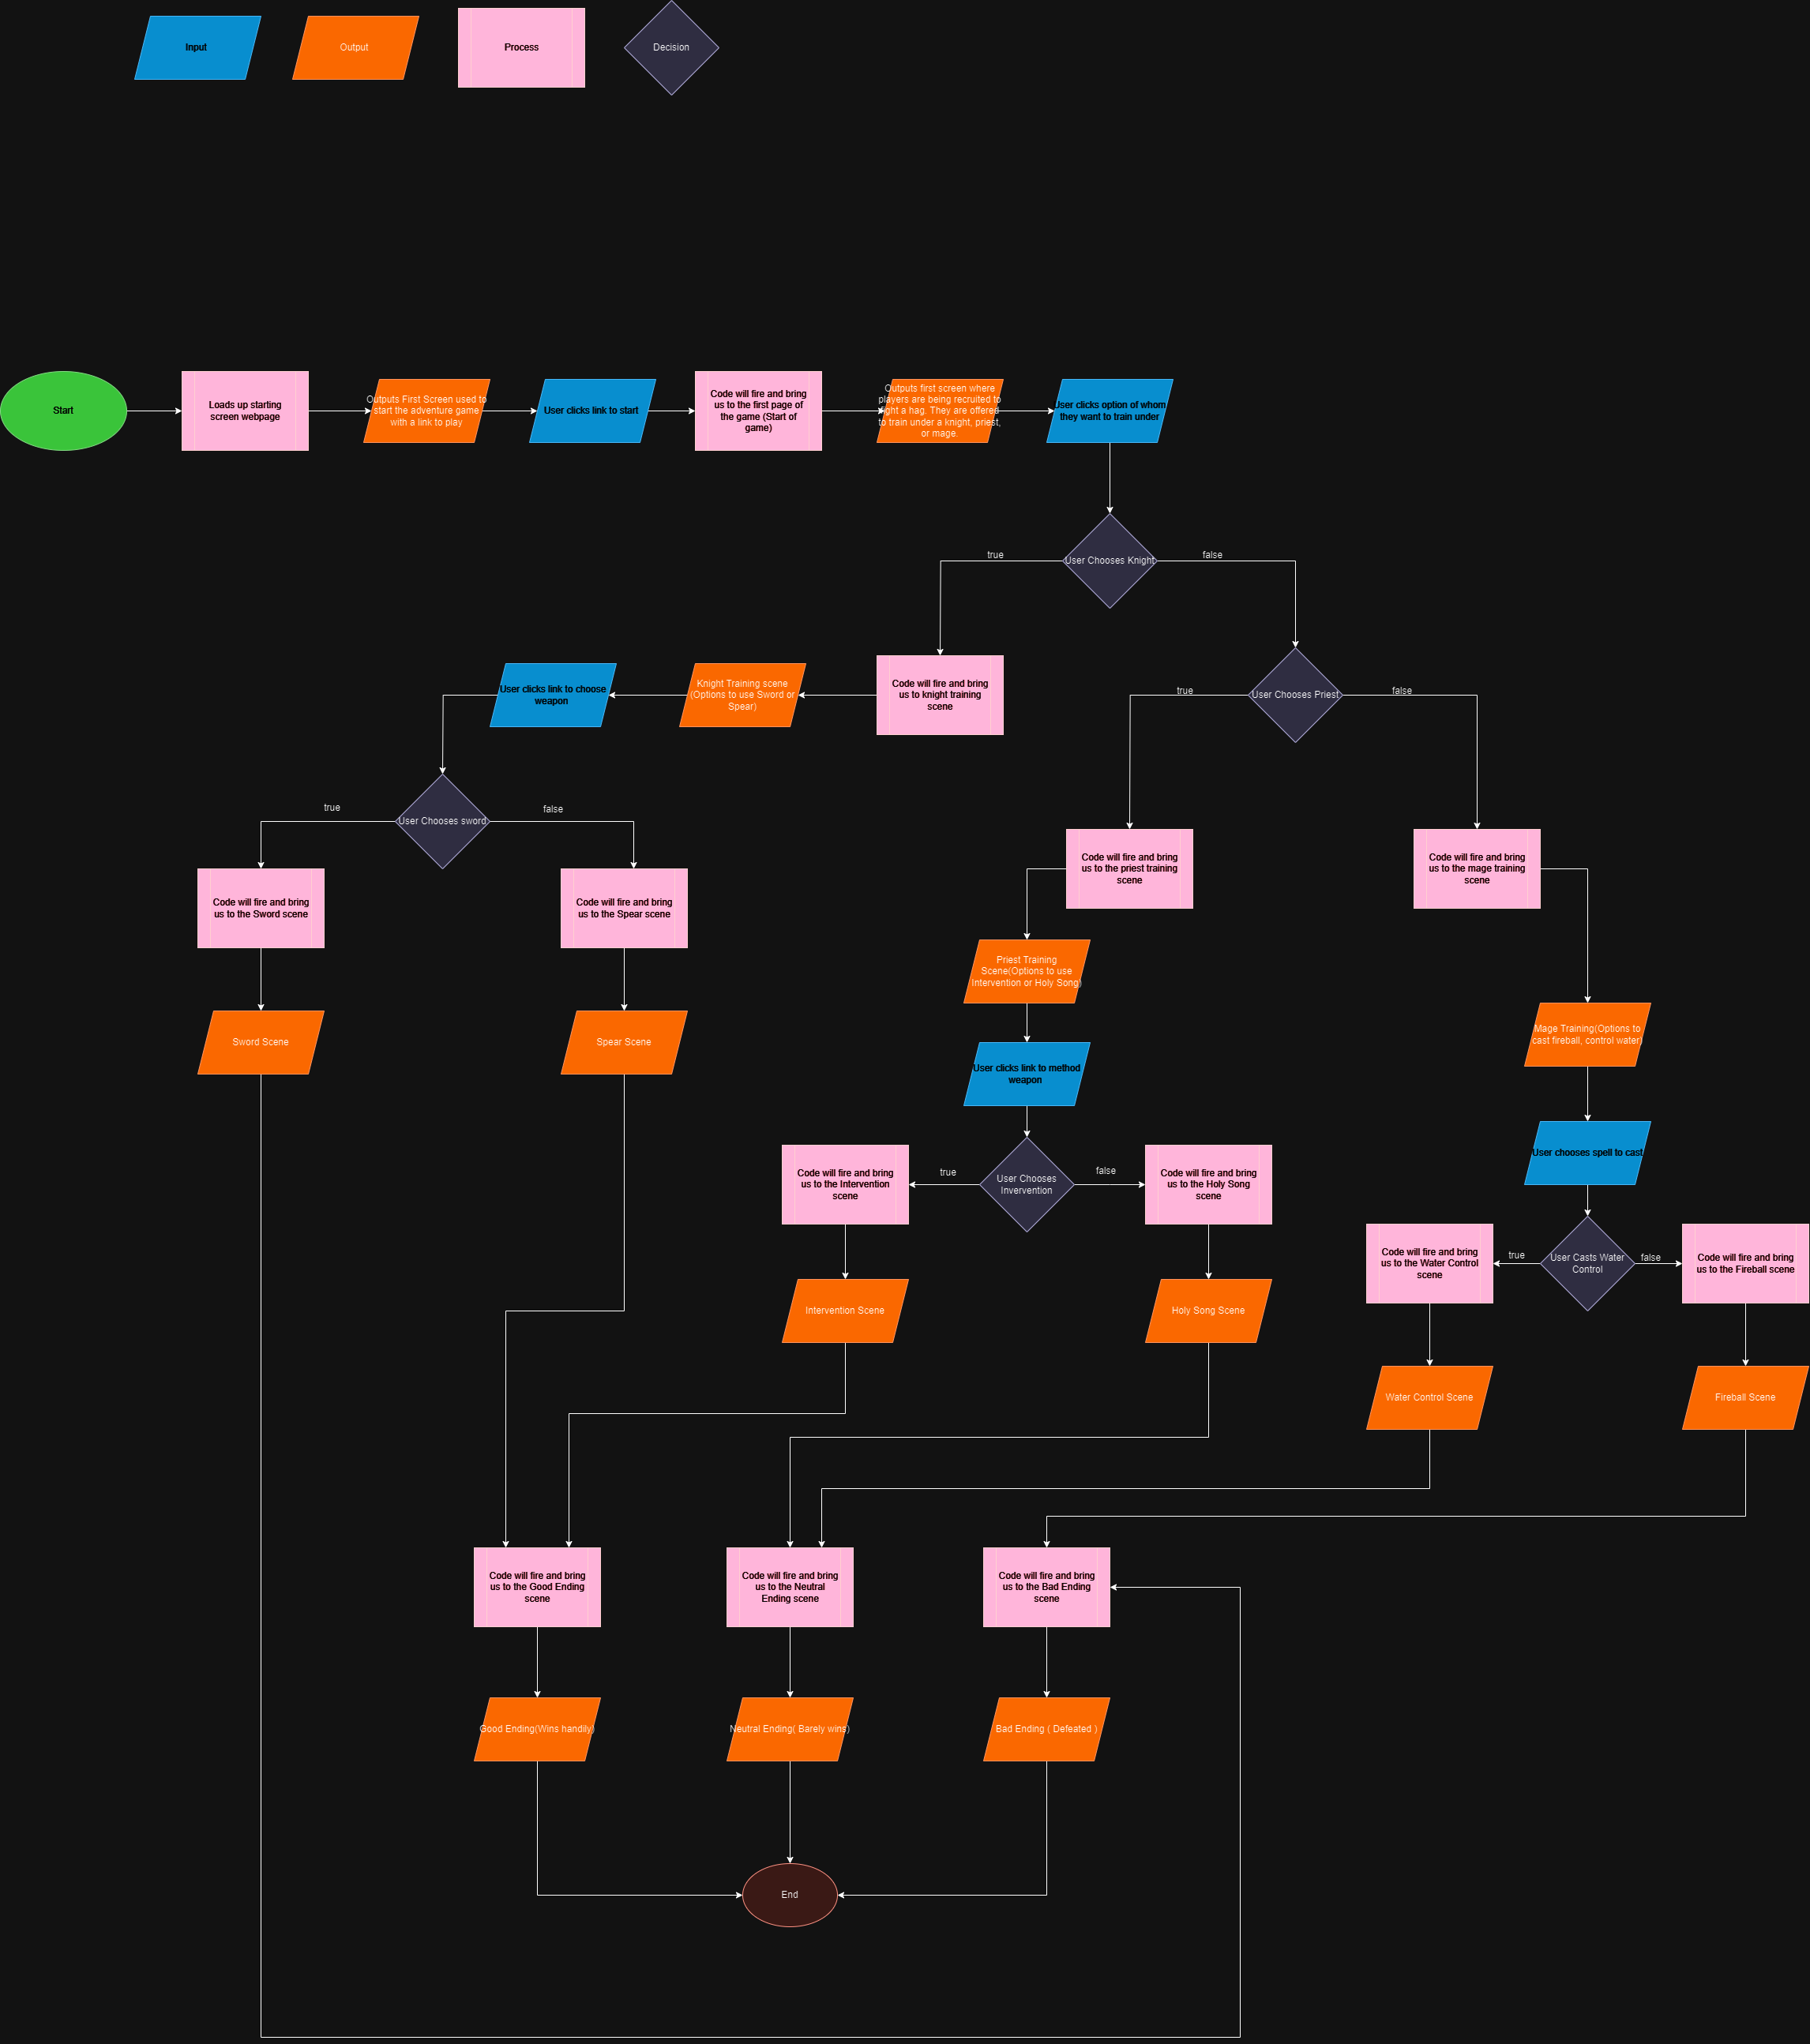 Input
Output
Process
Decision
Start
Loads up starting
screen webpage
Outputs First Screen used to
start the adventure game
with a link to play
User clicks link to start
Code will fire and bring
us to the first page of
the game (Start of
game)
Outputs first screen where
players are being recruited to
fight a hag. They are offered
to train under a knight, priest,
or mage.
User clicks option of whom
they want to train under
User Chooses Knight
true
false
User clicks link to choose
weapon
Knight Training scene
(Options to use Sword or
Spear)
Code will fire and bring
us to knight training
scene
User Chooses Priest
true
false
User Chooses sword
true
false
Code will fire and bring
us to the priest training
scene
Code will fire and bring
us to the mage training
scene
Code will fire and bring
us to the Sword scene
Code will fire and bring
us to the Spear scene
Priest Training
Scene(Options to use
Intervention or Holy Song)
Sword Scene
Spear Scene
Mage Training(Options to
cast fireball, control water)
User clicks link to method
weapon
User chooses spell to cast
Code will fire and bring
us to the Intervention
scene
true
User Chooses
Invervention
false
Code will fire and bring
us to the Holy Song
scene
Code will fire and bring
us to the Water Control
scene
true
User Casts Water
Control
false
Code will fire and bring
us to the Fireball scene
Intervention Scene
Holy Song Scene
Water Control Scene
Fireball Scene
Code will fire and bring
us to the Good Ending
scene
Code will fire and bring
us to the Neutral
Ending scene
Code will fire and bring
us to the Bad Ending
scene
Good Ending(Wins handily)
Neutral Ending( Barely wins)
Bad Ending ( Defeated )
End